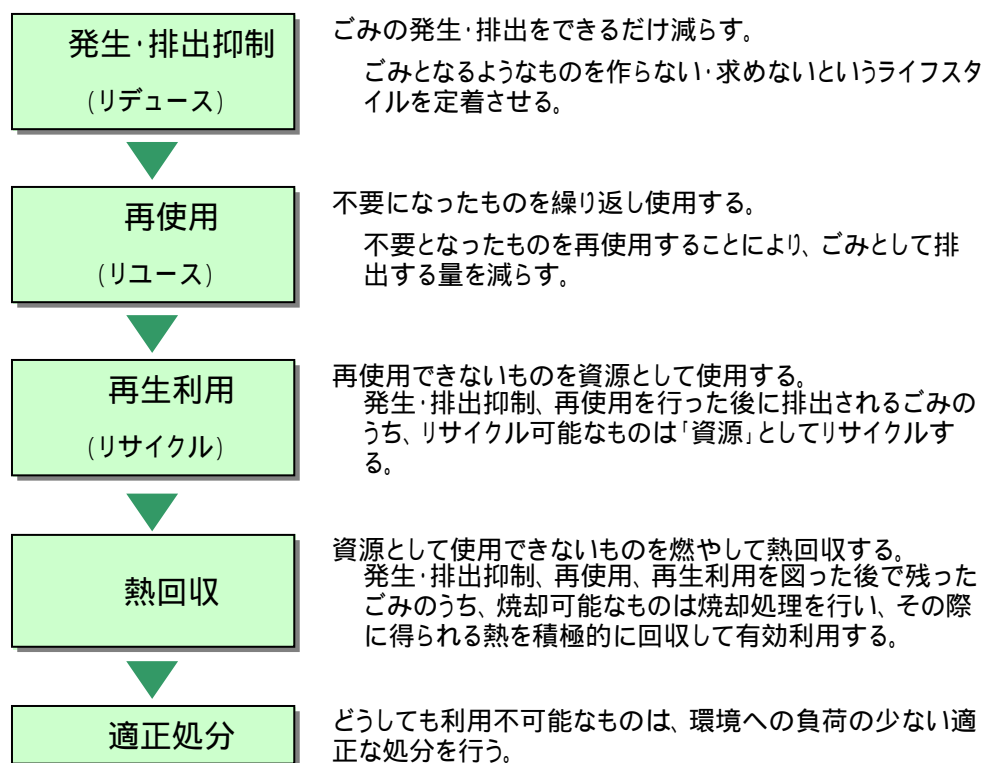 発生・排出抑制
(リデュース)
ごみの発生・排出をできるだけ減らす。
ごみとなるようなものを作らない・求めないというライフスタ
イルを定着させる。
再使用
(リユース)
不要になったものを繰り返し使用する。
不要となったものを再使用することにより、ごみとして排
出する量を減らす。
再生利用
(リサイクル)
再使用できないものを資源として使用する。
発生・排出抑制、再使用を行った後に排出されるごみの
うち、リサイクル可能なものは「資源」としてリサイクルす
る。
熱回収
資源として使用できないものを燃やして熱回収する。
発生・排出抑制、再使用、再生利用を図った後で残った
ごみのうち、焼却可能なものは焼却処理を行い、その際
に得られる熱を積極的に回収して有効利用する。
適正処分
どうしても利用不可能なものは、環境への負荷の少ない適
正な処分を行う。